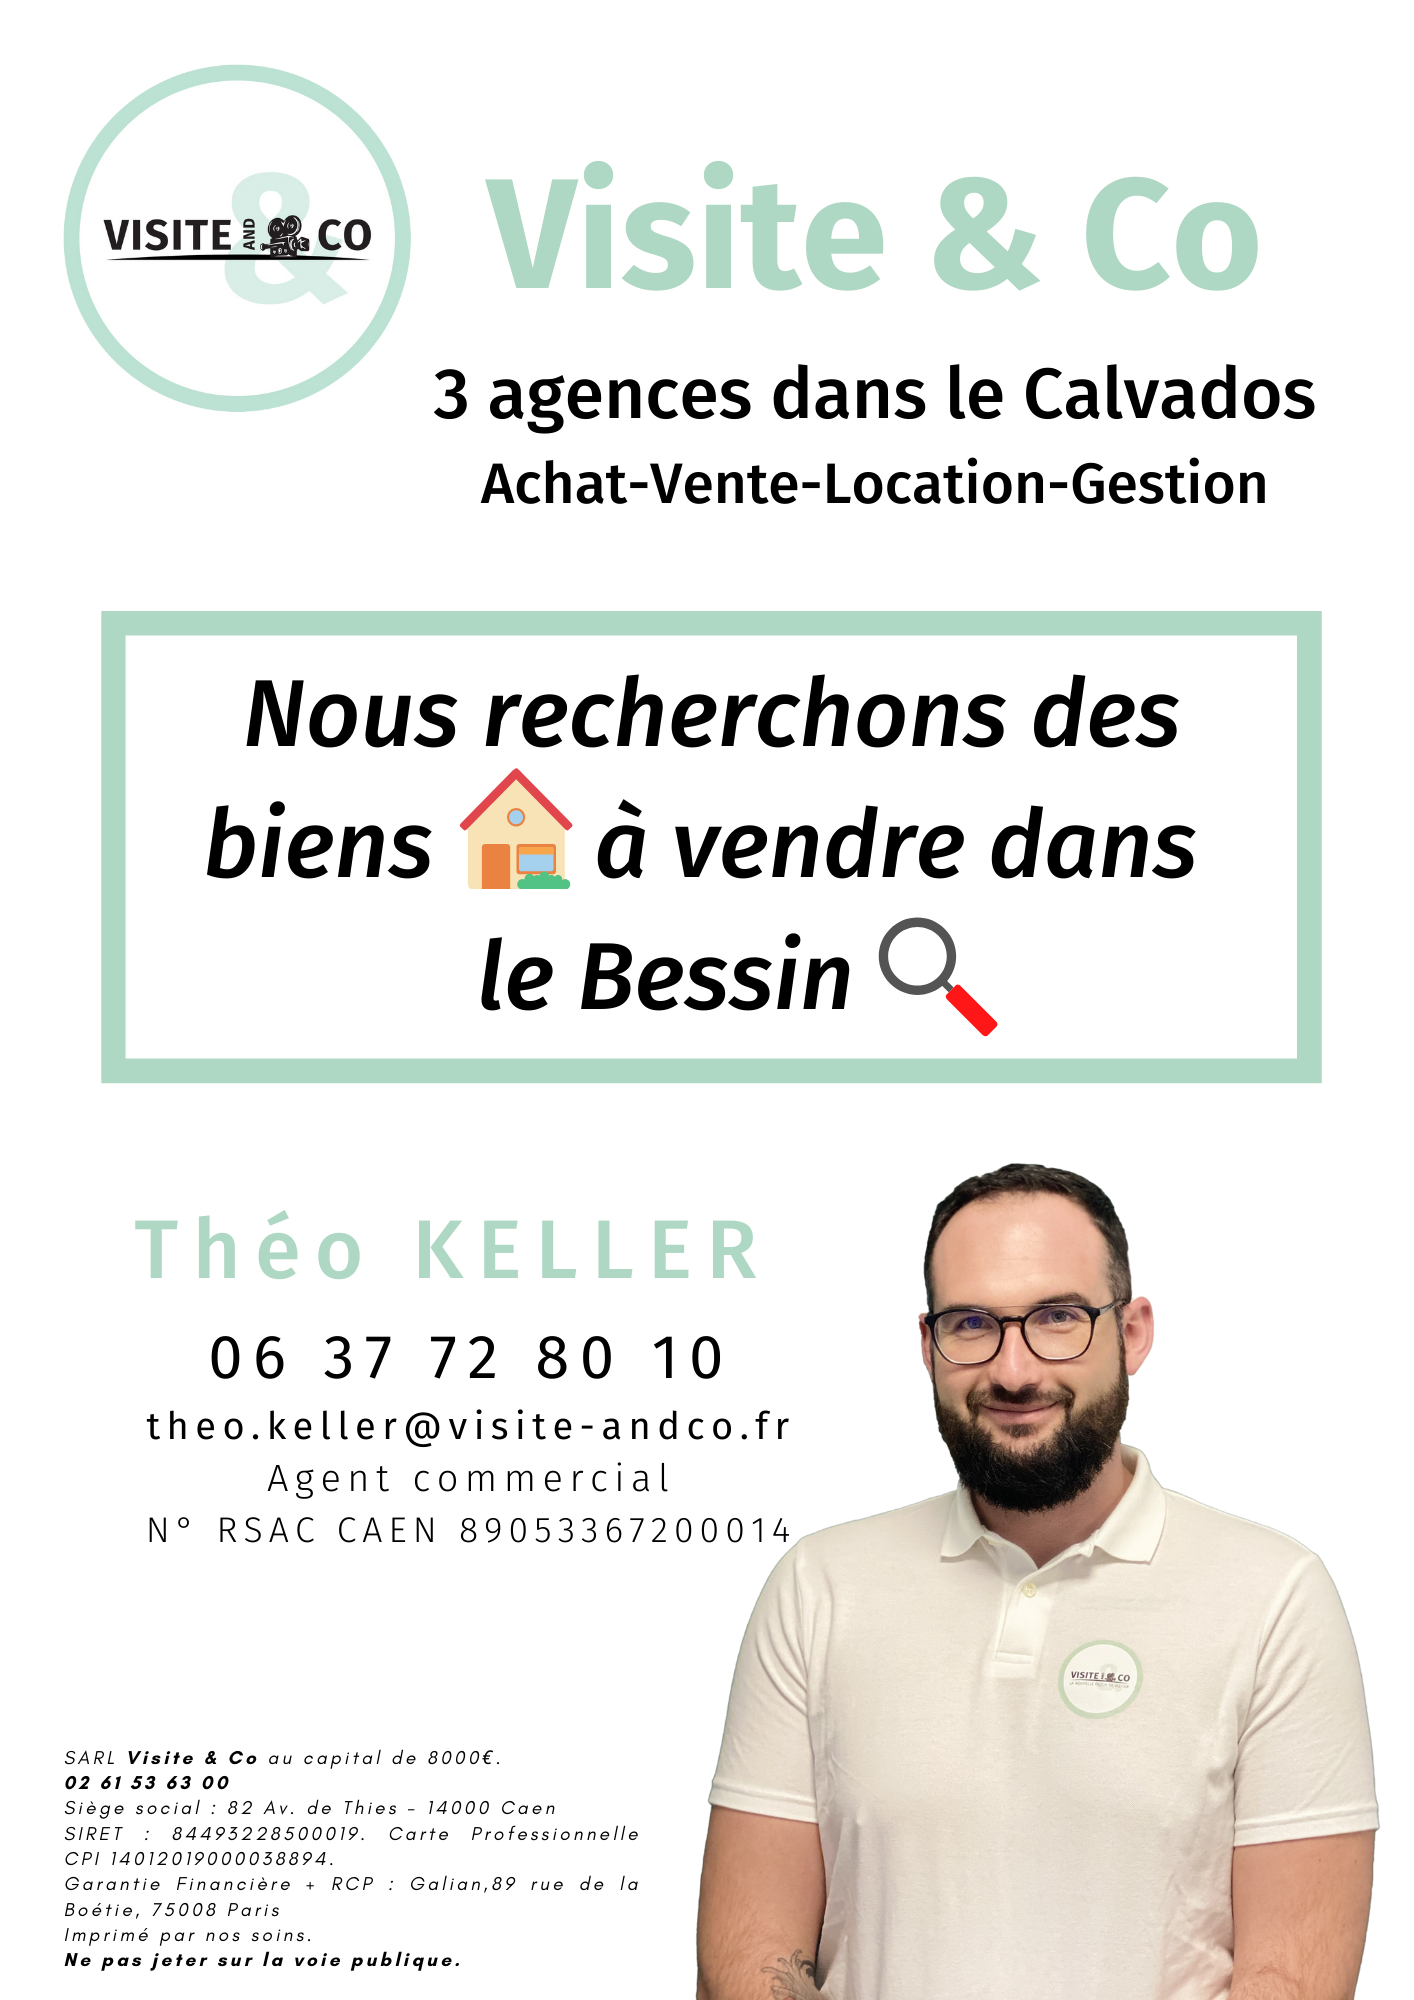 VISITE AND CO
Visite & Co
3 agences dans le Calvados
Achat-Vente-Location-Gestion
Nous recherchons des
biens à vendre dans
le Bessin
Théo KELLER
06 37 72 80 10
theo.keller@visite-andco.fr
Agent commercial
N° RSAC CAEN 89053367200014
VISITE CO
SARL Visite & Co au capital de 8000€.
02 61 53 63 00
Siège social : 82 Av. de Thies - 14000 Caen
SIRET : 84493228500019. Carte Professionnelle
CPI 14012019000038894.
Garantie Financière + RCP : Galian,89 rue de la
Boétie, 75008 Paris
Imprimé par nos soins.
Ne pas jeter sur la voie publique.